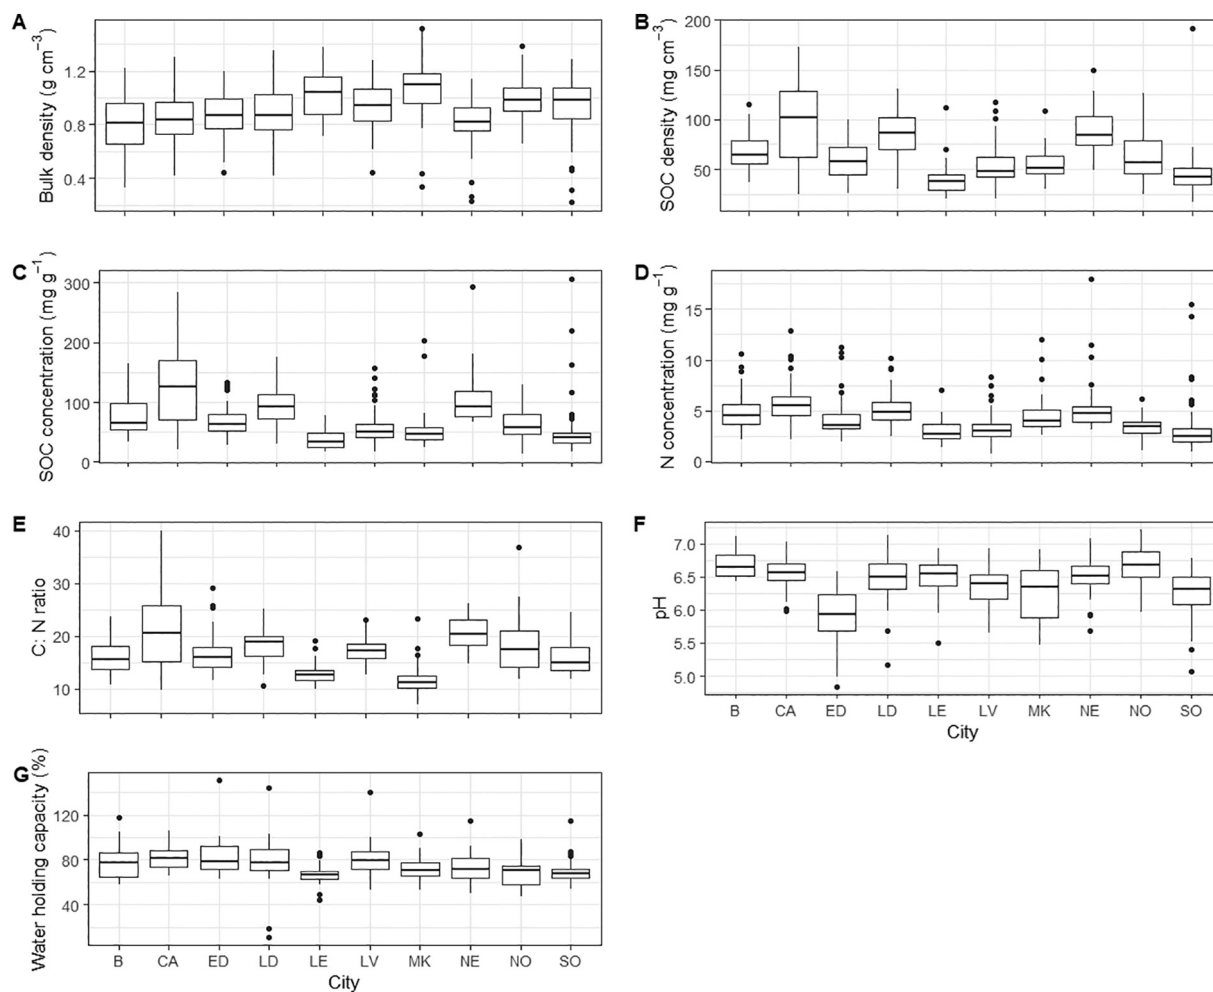 A
Bulk density (g cm⁻³)
1.2
0.8
0.4
B
SOC density (mg cm⁻³)
200
150
100
50
C
SOC concentration (mg g⁻¹)
300
200
100
0
D
N concentration (mg g⁻¹)
15
10
5
0
E
C: N ratio
40
30
20
10
F
pH
7.0
6.5
6.0
5.5
5.0
B CA ED LD LE LV MK NE NO SO
City
G
Water holding capacity (%)
120
80
40
B CA ED LD LE LV MK NE NO SO
City